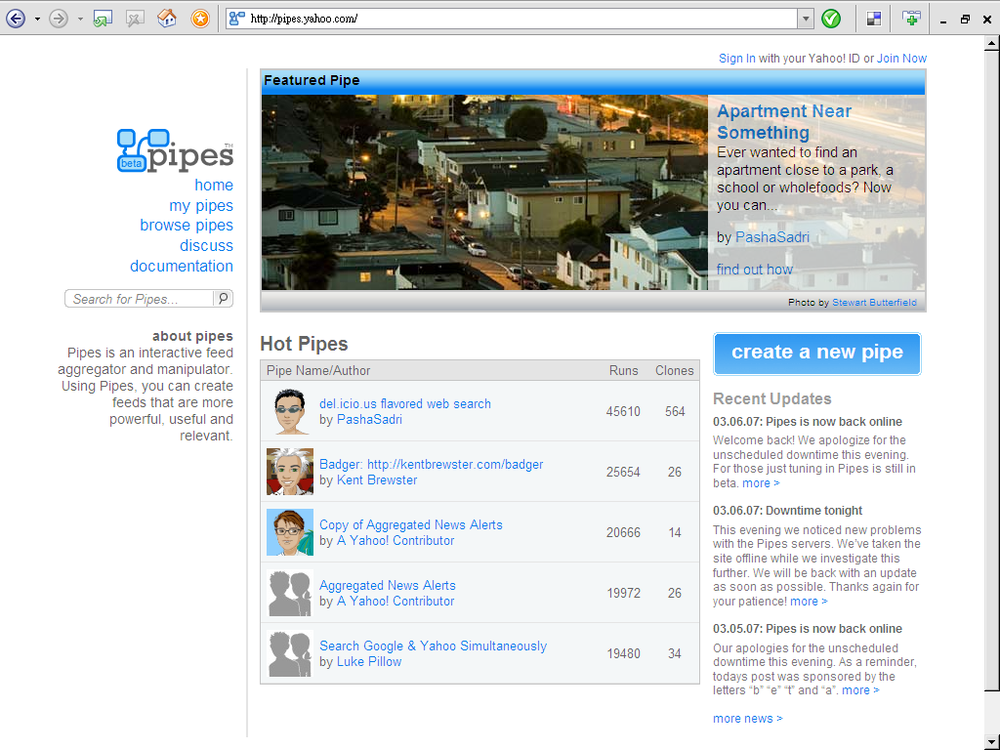 http://pipes.yahoo.com/
Sign In with your Yahoo! ID or Join Now
beta pipes™
home
my pipes
browse pipes
discuss
documentation
Search for Pipes...
about pipes
Pipes is an interactive feed
aggregator and manipulator.
Using Pipes, you can create
feeds that are more
powerful, useful and
relevant.
Featured Pipe
Apartment Near
Something
Ever wanted to find an
apartment close to a park, a
school or wholefoods? Now
you can...
by PashaSadri
find out how
Photo by Stewart Butterfield
Hot Pipes
Pipe Name/Author Runs Clones
del.icio.us flavored web search
by PashaSadri
45610 564
Badger: http://kentbrewster.com/badger
by Kent Brewster
25654 26
Copy of Aggregated News Alerts
by A Yahoo! Contributor
20666 14
Aggregated News Alerts
by A Yahoo! Contributor
19972 26
Search Google & Yahoo Simultaneously
by Luke Pillow
19480 34
create a new pipe
Recent Updates
03.06.07: Pipes is now back online
Welcome back! We apologize for the
unscheduled downtime this evening.
For those just tuning in Pipes is still in
beta. more >
03.06.07: Downtime tonight
This evening we noticed new problems
with the Pipes servers. We've taken the
site offline while we investigate this
further. We will be back with an update
as soon as possible. Thanks again for
your patience! more >
03.05.07: Pipes is now back online
Our apologies for the unscheduled
downtime this evening. As a reminder,
todays post was sponsored by the
letters “b” “e” “t” and “a”. more >
more news >